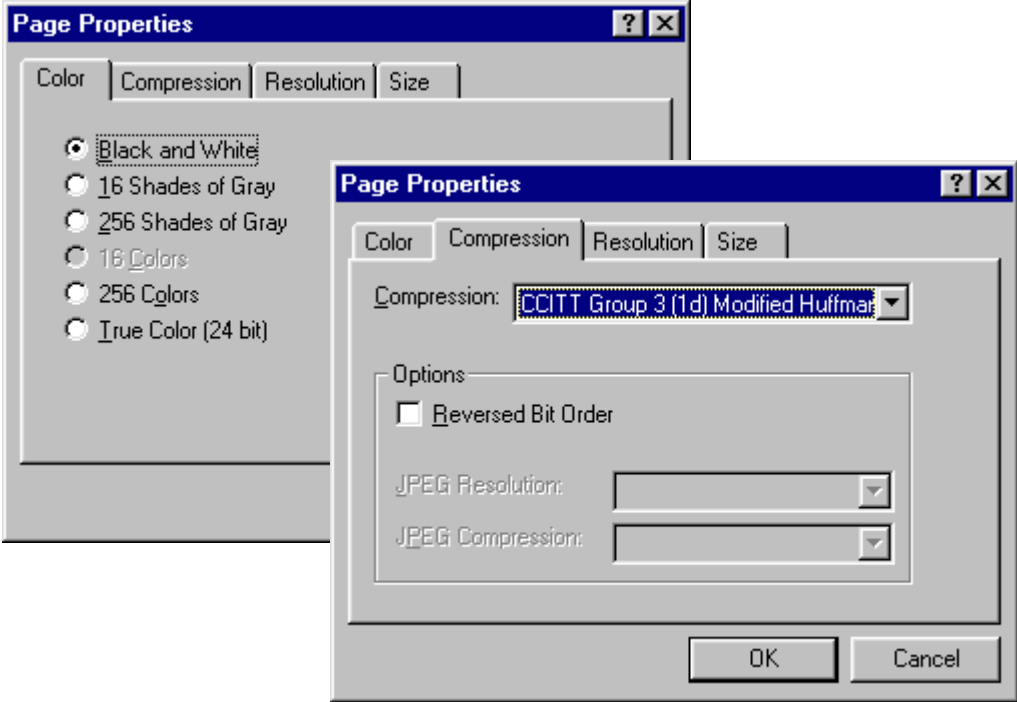 Page Properties
Color Compression Resolution Size
Black and White
16 Shades of Gray
256 Shades of Gray
16 Colors
256 Colors
True Color (24 bit)
Page Properties
Color Compression Resolution Size
Compression: CCITT Group 3 (1d) Modified Huffmar
Options
Reversed Bit Order
JPEG Resolution:
JPEG Compression:
OK Cancel